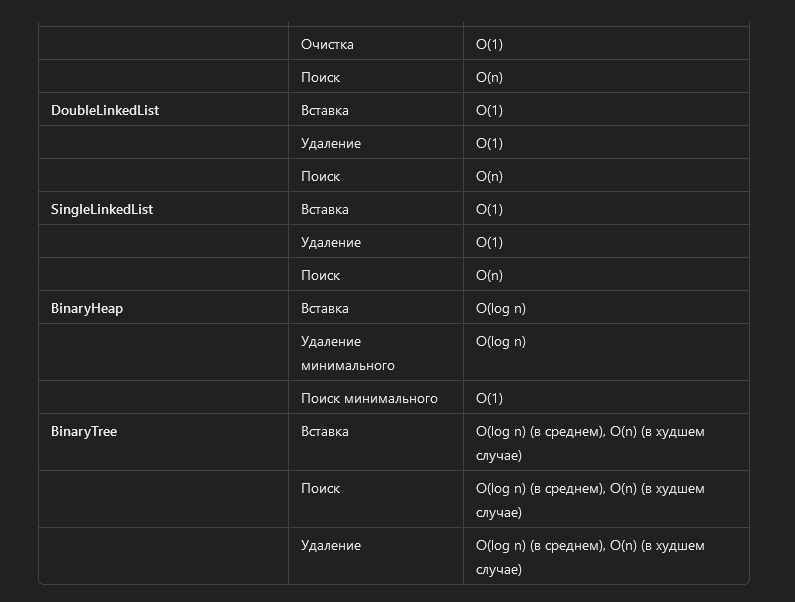 Очистка O(1)
Поиск O(n)
DoubleLinkedList Вставка O(1)
Удаление O(1)
Поиск O(n)
SingleLinkedList Вставка O(1)
Удаление O(1)
Поиск O(n)
BinaryHeap Вставка O(log n)
Удаление O(log n)
минимального
Поиск минимального O(1)
BinaryTree Вставка O(log n) (в среднем), O(n) (в худшем
случае)
Поиск O(log n) (в среднем), O(n) (в худшем
случае)
Удаление O(log n) (в среднем), O(n) (в худшем
случае)